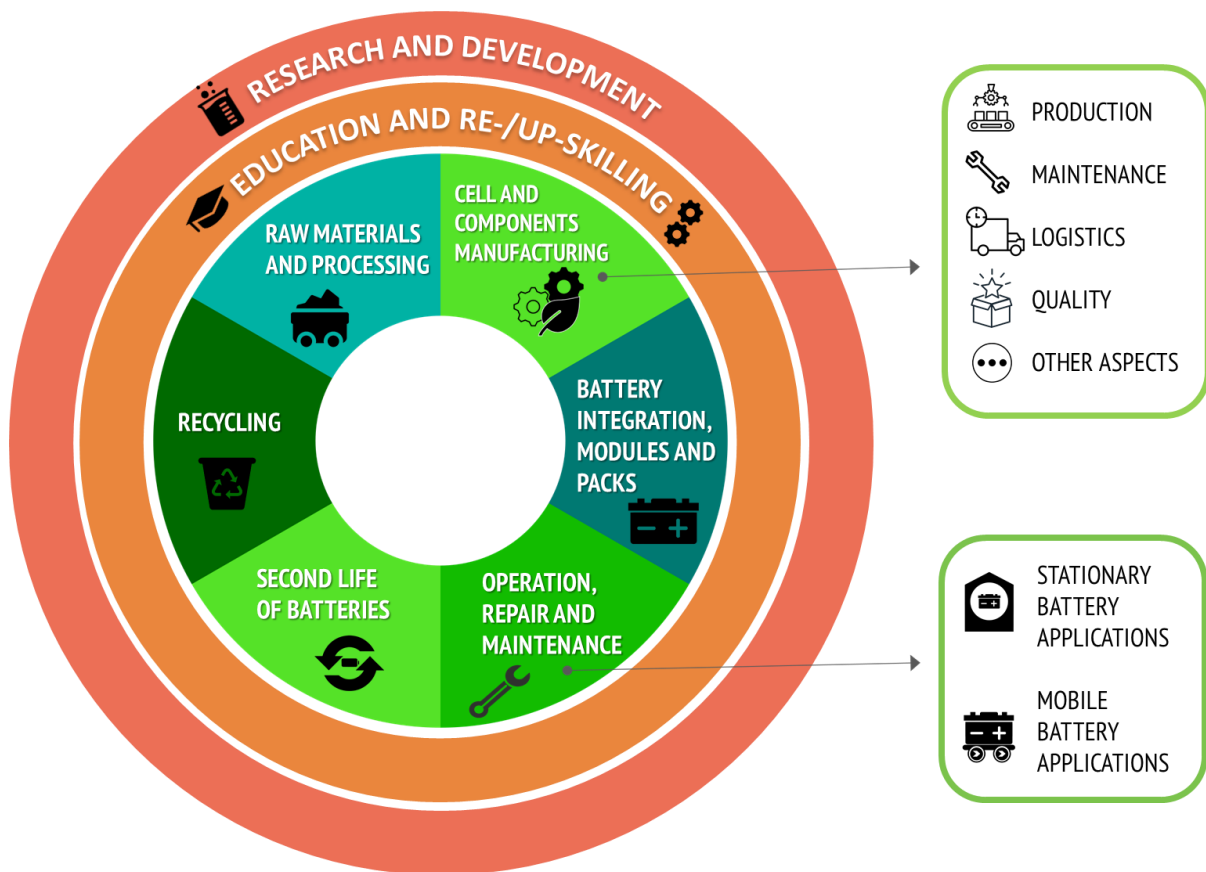 RESEARCH AND DEVELOPMENT
EDUCATION AND RE-/UP-SKILLING
RAW MATERIALS
AND PROCESSING
CELL AND
COMPONENTS
MANUFACTURING
BATTERY
INTEGRATION,
MODULES AND
PACKS
OPERATION,
REPAIR AND
MAINTENANCE
SECOND LIFE
OF BATTERIES
RECYCLING
PRODUCTION
MAINTENANCE
LOGISTICS
QUALITY
OTHER ASPECTS
STATIONARY
BATTERY
APPLICATIONS
MOBILE
BATTERY
APPLICATIONS